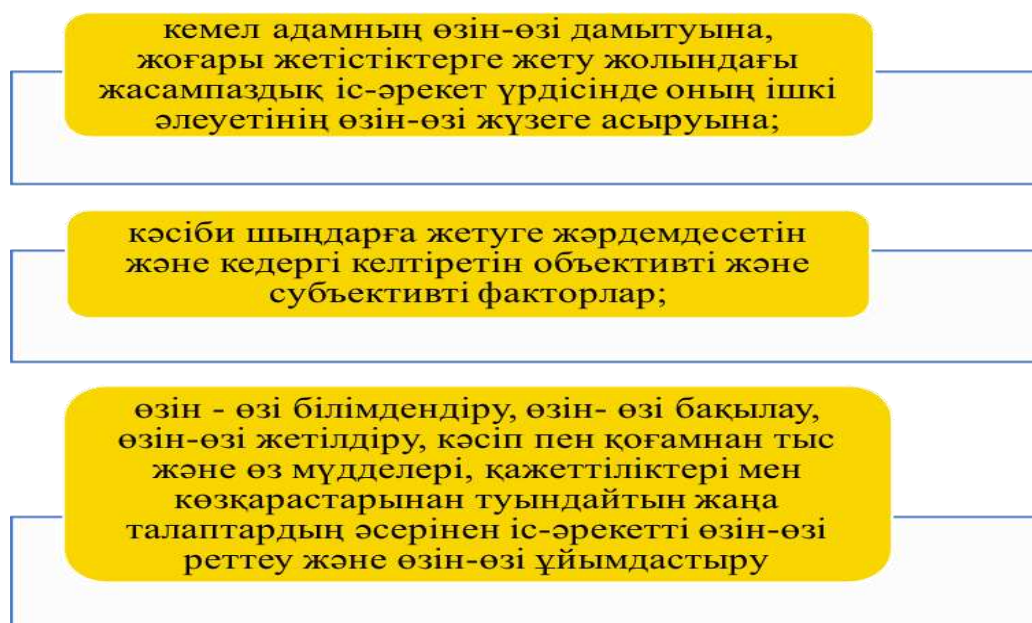 кемел адамның өзін-өзі дамытуына,
жоғары жетістіктерге жету жолындағы
жасампаздық іс-әрекет үрдісінде оның ішкі
әлеуетінің өзін-өзі жүзеге асыруына;
кәсіби шыңдарға жетуге жәрдемдесетін
және кедергі келтіретін объективті және
субъективті факторлар;
өзін - өзі білімдендіру, өзін- өзі бақылау,
өзін-өзі жетілдіру, кәсіп пен қоғамнан тыс
және өз мүдделері, қажеттіліктері мен
көзқарастарынан туындайтын жаңа
талаптардың әсерінен іс-әрекетті өзін-өзі
реттеу және өзін-өзі ұйымдастыру